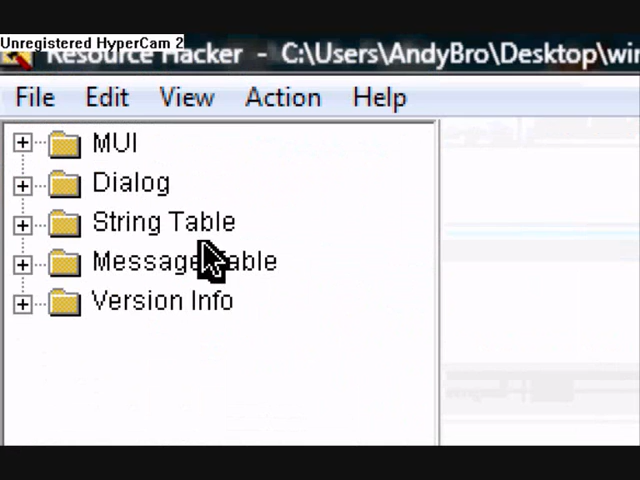 Unregistered HyperCam 2
Resource Hacker - C:\Users\AndyBro\Desktop\wi
File Edit View Action Help
MUI
Dialog
String Table
Message Table
Version Info